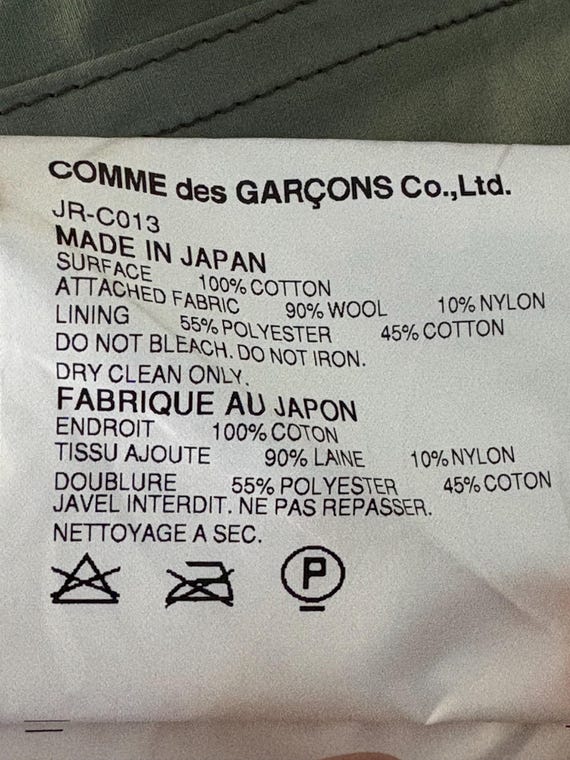 COMME des GARÇONS Co.,Ltd.
JR-C013
MADE IN JAPAN
SURFACE 100% COTTON
ATTACHED FABRIC 90% WOOL 10% NYLON
LINING 55% POLYESTER 45% COTTON
DO NOT BLEACH. DO NOT IRON.
DRY CLEAN ONLY.
FABRIQUE AU JAPON
ENDROIT 100% COTON
TISSU AJOUTE 90% LAINE 10% NYLON
DOUBLURE 55% POLYESTER 45% COTON
JAVEL INTERDIT. NE PAS REPASSER.
NETTOYAGE A SEC.
P